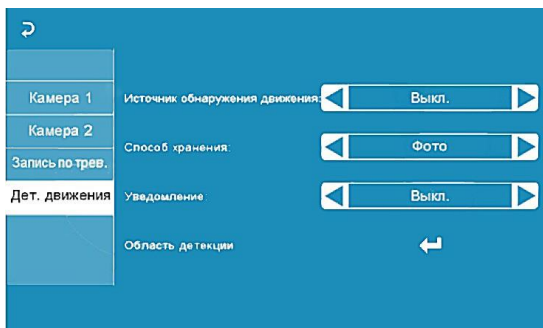 Камера 1
Камера 2
Запись по трев.
Дет. движения
Источник обнаружения движения:
Выкл.
Способ хранения:
Фото
Уведомление
Выкл.
Область детекции